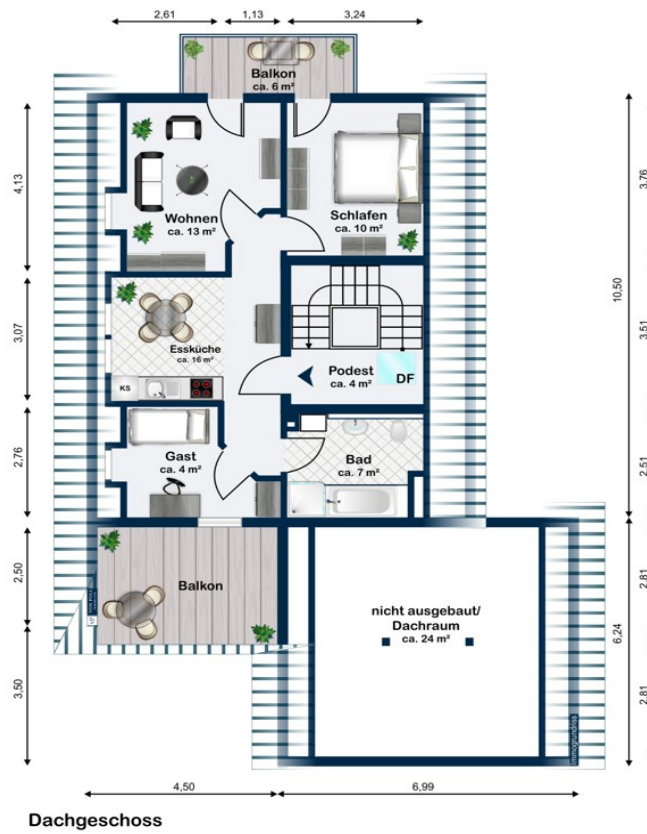 2,61
1,13
3,24
Balkon
ca. 6 m²
4,13
3,76
10,50
Wohnen
ca. 13 m²
Schlafen
ca. 10 m²
3,07
3,51
Essküche
ca. 16 m²
KS
Podest
ca. 4 m²
DF
2,76
2,51
Gast
ca. 4 m²
Bad
ca. 7 m²
2,50
2,81
Balkon
nicht ausgebaut/
Dachraum
ca. 24 m²
6,24
3,50
2,81
immogrundriss
4,50
6,99
Dachgeschoss